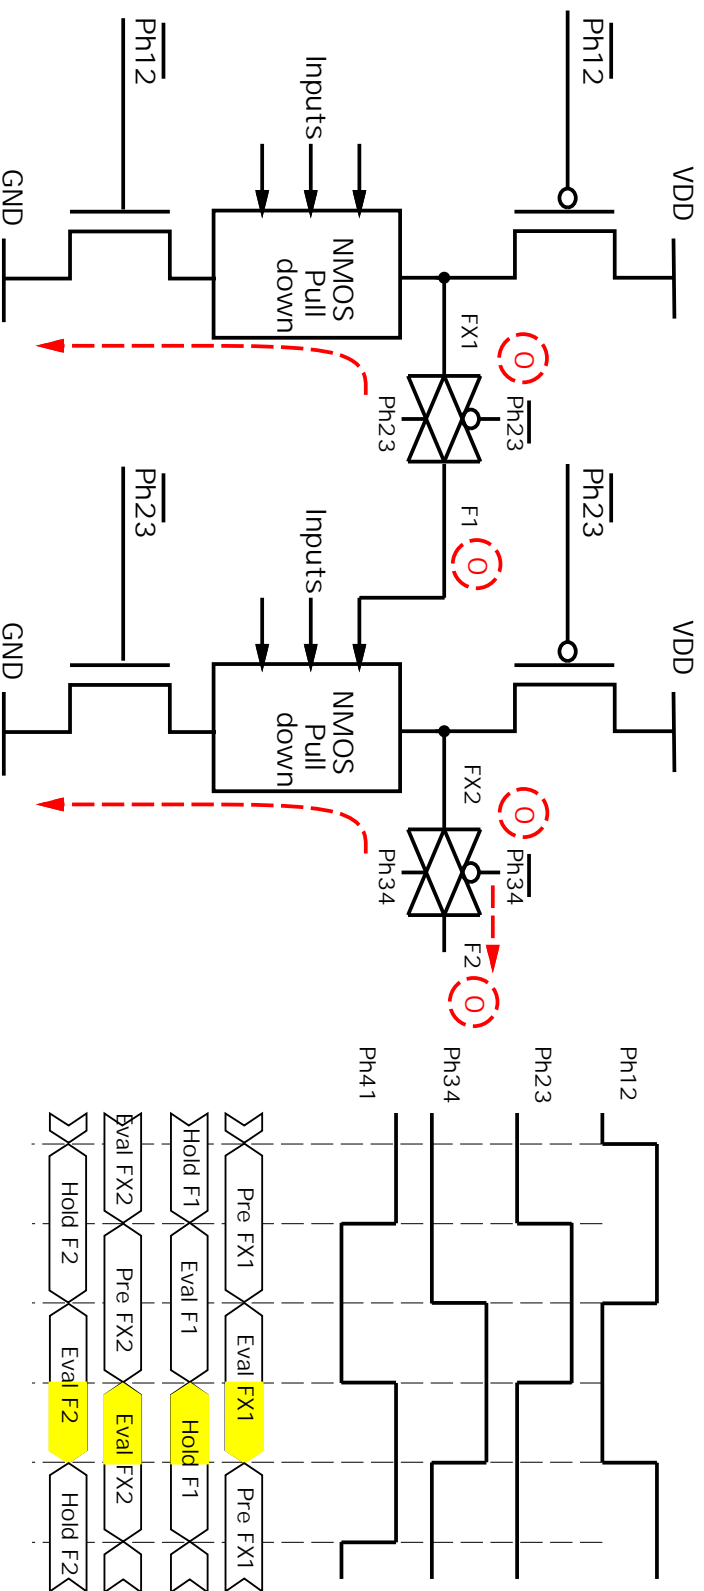 VDD
Ph12
0
Ph23
FX1
Ph23
NMOS
Pull
down
Inputs
Ph12
GND
VDD
Ph23
F1
0
0
Ph34
FX2
F2
0
Ph34
NMOS
Pull
down
Inputs
Ph23
GND
Ph12
Ph23
Ph34
Ph41
Pre FX1
Eval FX1
Pre FX1
Hold F1
Eval F1
Hold F1
Eval FX2
Pre FX2
Eval FX2
Hold F2
Eval F2
Hold F2